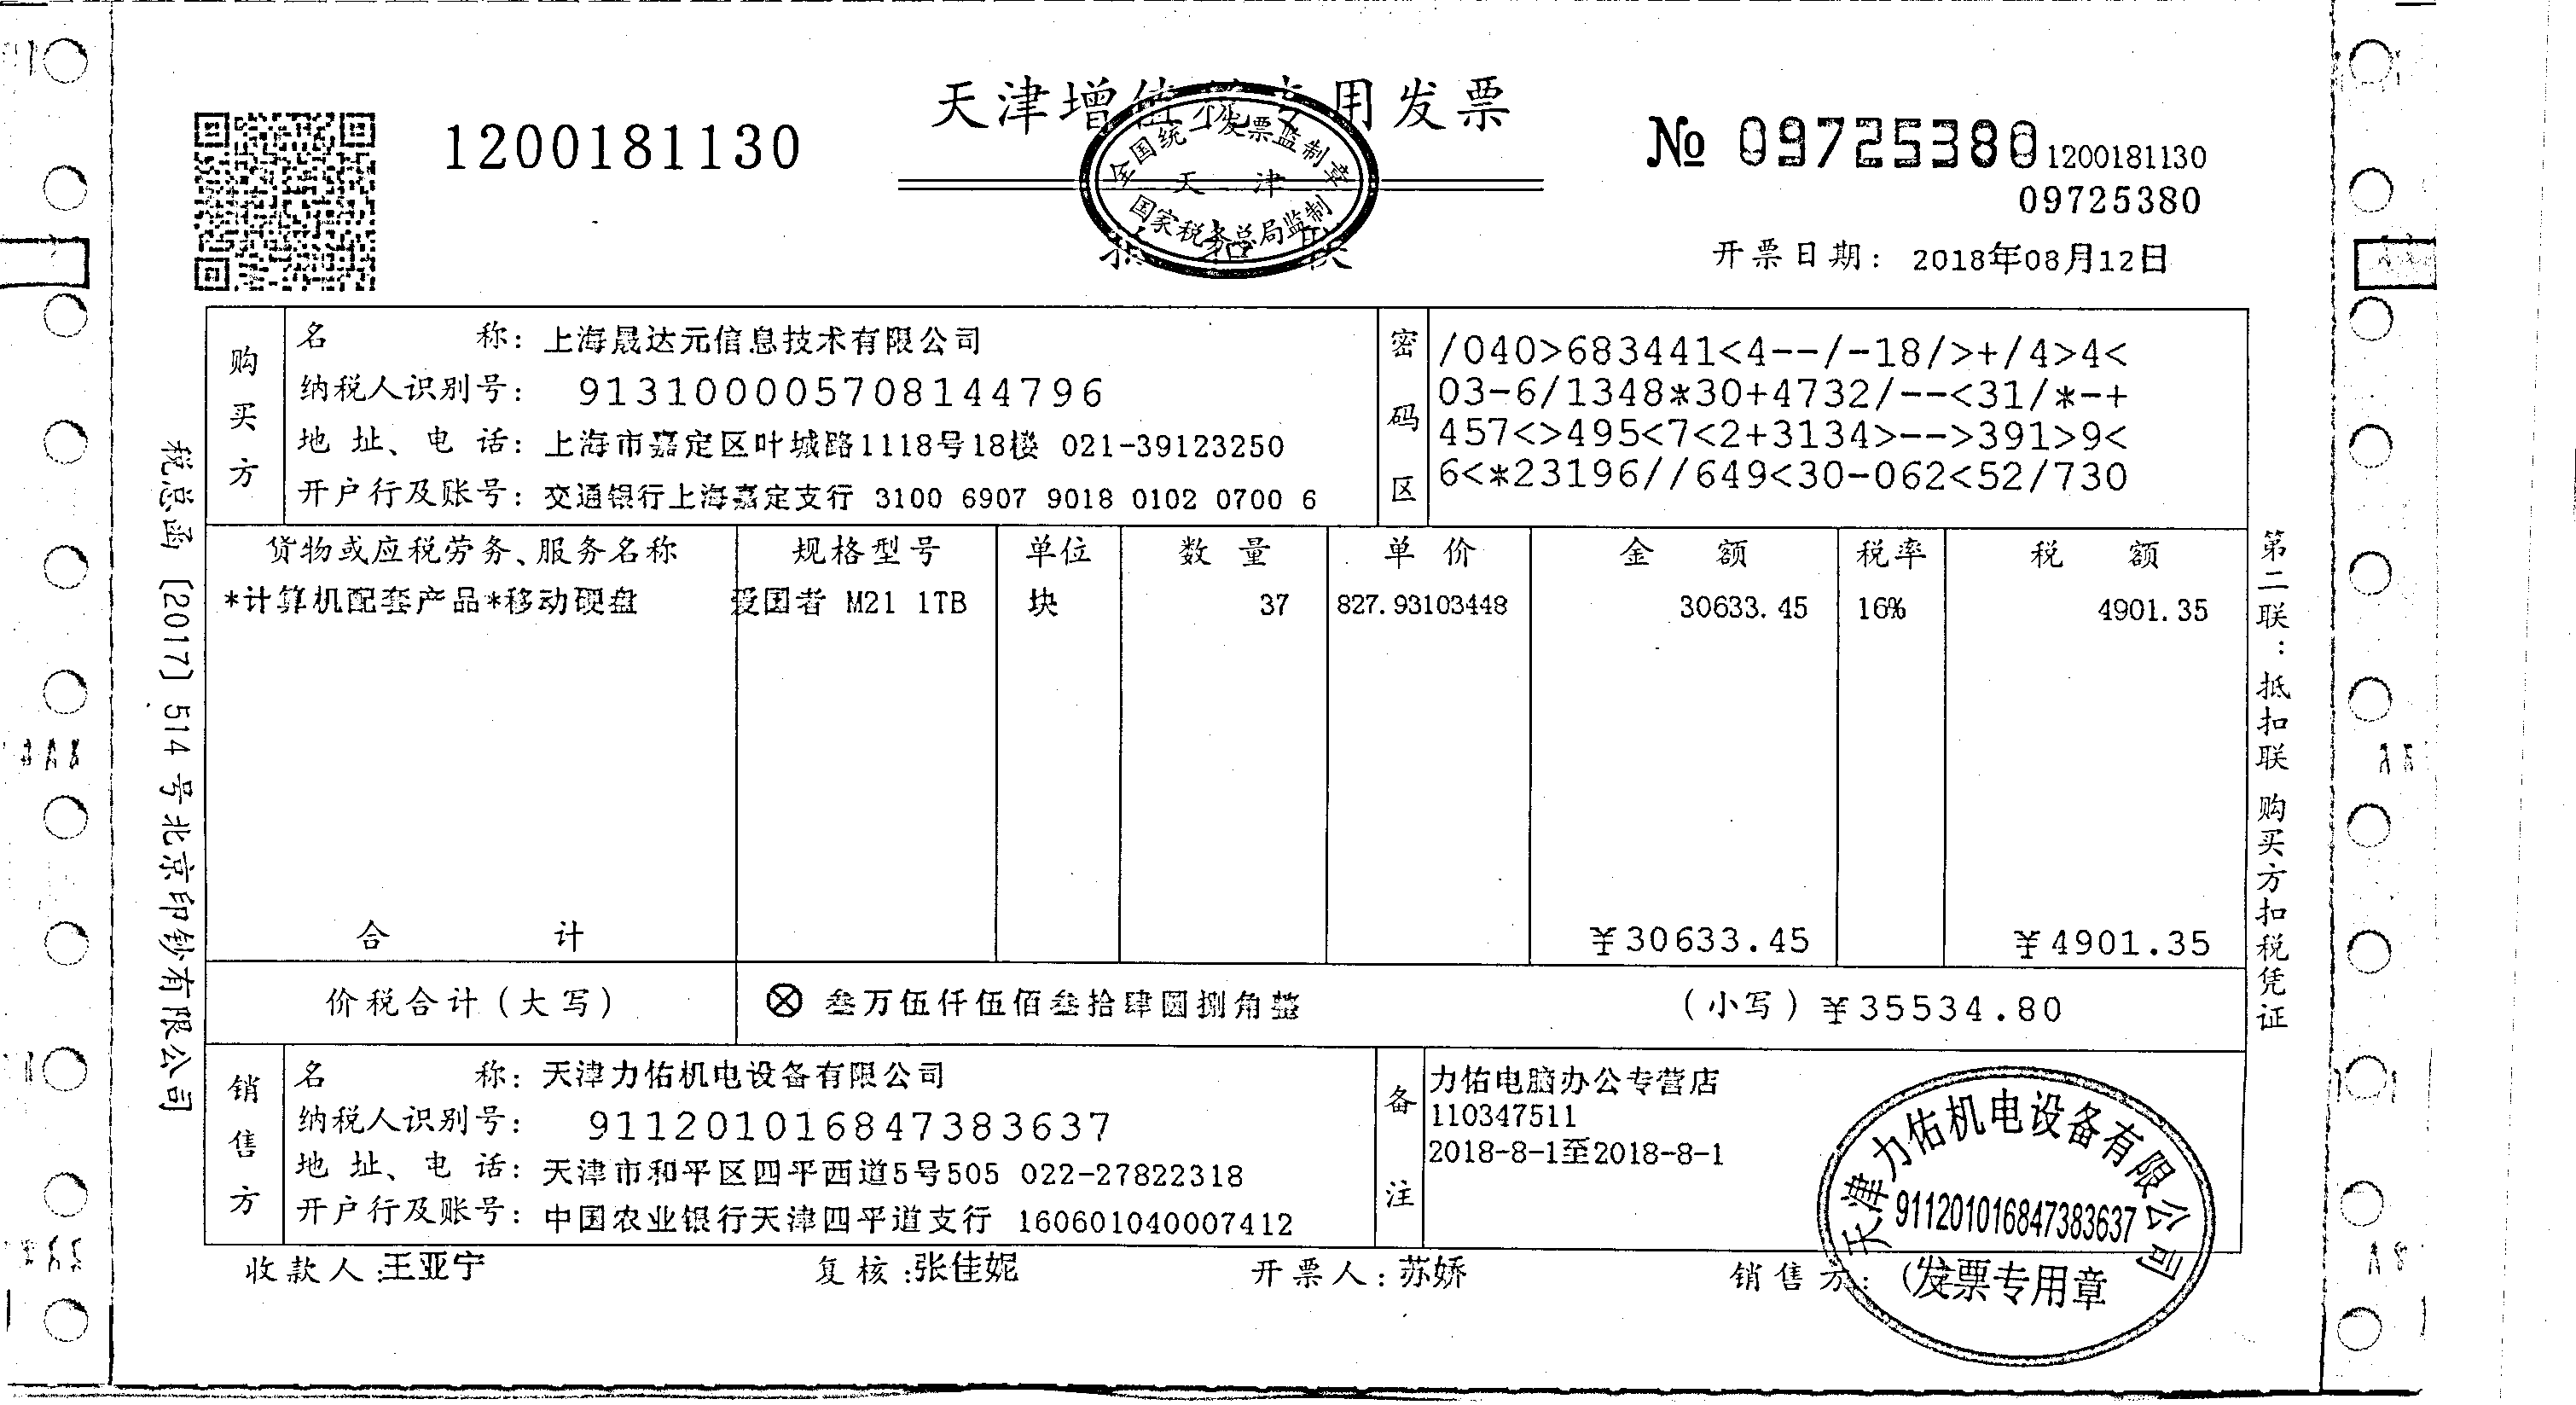 天津增值税专用发票
1200181130
№ 09725380
1200181130
09725380
全国统一发票监制章
天 津
国家税务总局监制
抵 扣 联
开票日期: 2018年08月12日
购买方
名 称: 上海晟达元信息技术有限公司
纳税人识别号: 913100005708144796
地 址、电 话: 上海市嘉定区叶城路1118号18楼 021-39123250
开户行及账号: 交通银行上海嘉定支行 3100 6907 9018 0102 0700 6
密码区
/040>683441<4--/-18/>+/4>4<
03-6/1348*30+4732/--<31/*-+
457<>495<7<2+3134>-->391>9<
6<*23196//649<30-062<52/730
货物或应税劳务、服务名称 规格型号 单位 数 量 单 价 金 额 税率 税 额
*计算机配套产品*移动硬盘 爱国者 M21 1TB 块 37 827.93103448 30633.45 16% 4901.35
合 计 ¥30633.45 ¥4901.35
价税合计(大写) ⊗ 叁万伍仟伍佰叁拾肆圆捌角整 (小写)¥35534.80
销售方
名 称: 天津力佑机电设备有限公司
纳税人识别号: 911201016847383637
地 址、电 话: 天津市和平区四平西道5号505 022-27822318
开户行及账号: 中国农业银行天津四平道支行 160601040007412
备注
力佑电脑办公专营店
110347511
2018-8-1至2018-8-1
收款人:王亚宁 复核:张佳妮 开票人:苏娇 销售方:(
天津力佑机电设备有限公司
911201016847383637
发票专用章
税总函〔2017〕514号北京印钞有限公司
第二联:抵扣联 购买方扣税凭证